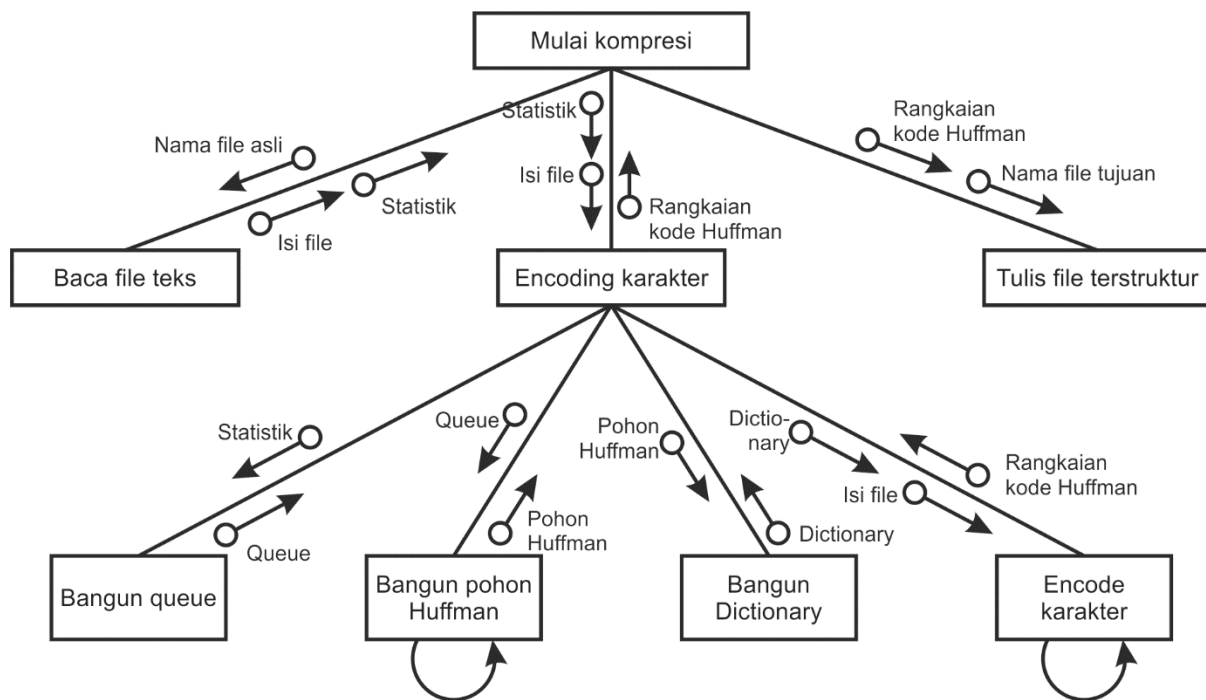 Mulai kompresi
Statistik
Rangkaian
kode Huffman
Nama file asli
Isi file
Nama file tujuan
Statistik
Isi file
Rangkaian
kode Huffman
Baca file teks
Encoding karakter
Tulis file terstruktur
Statistik
Queue
Pohon
Huffman
Dictio-
nary
Rangkaian
kode Huffman
Isi file
Queue
Pohon
Huffman
Dictionary
Bangun queue
Bangun pohon
Huffman
Bangun
Dictionary
Encode
karakter